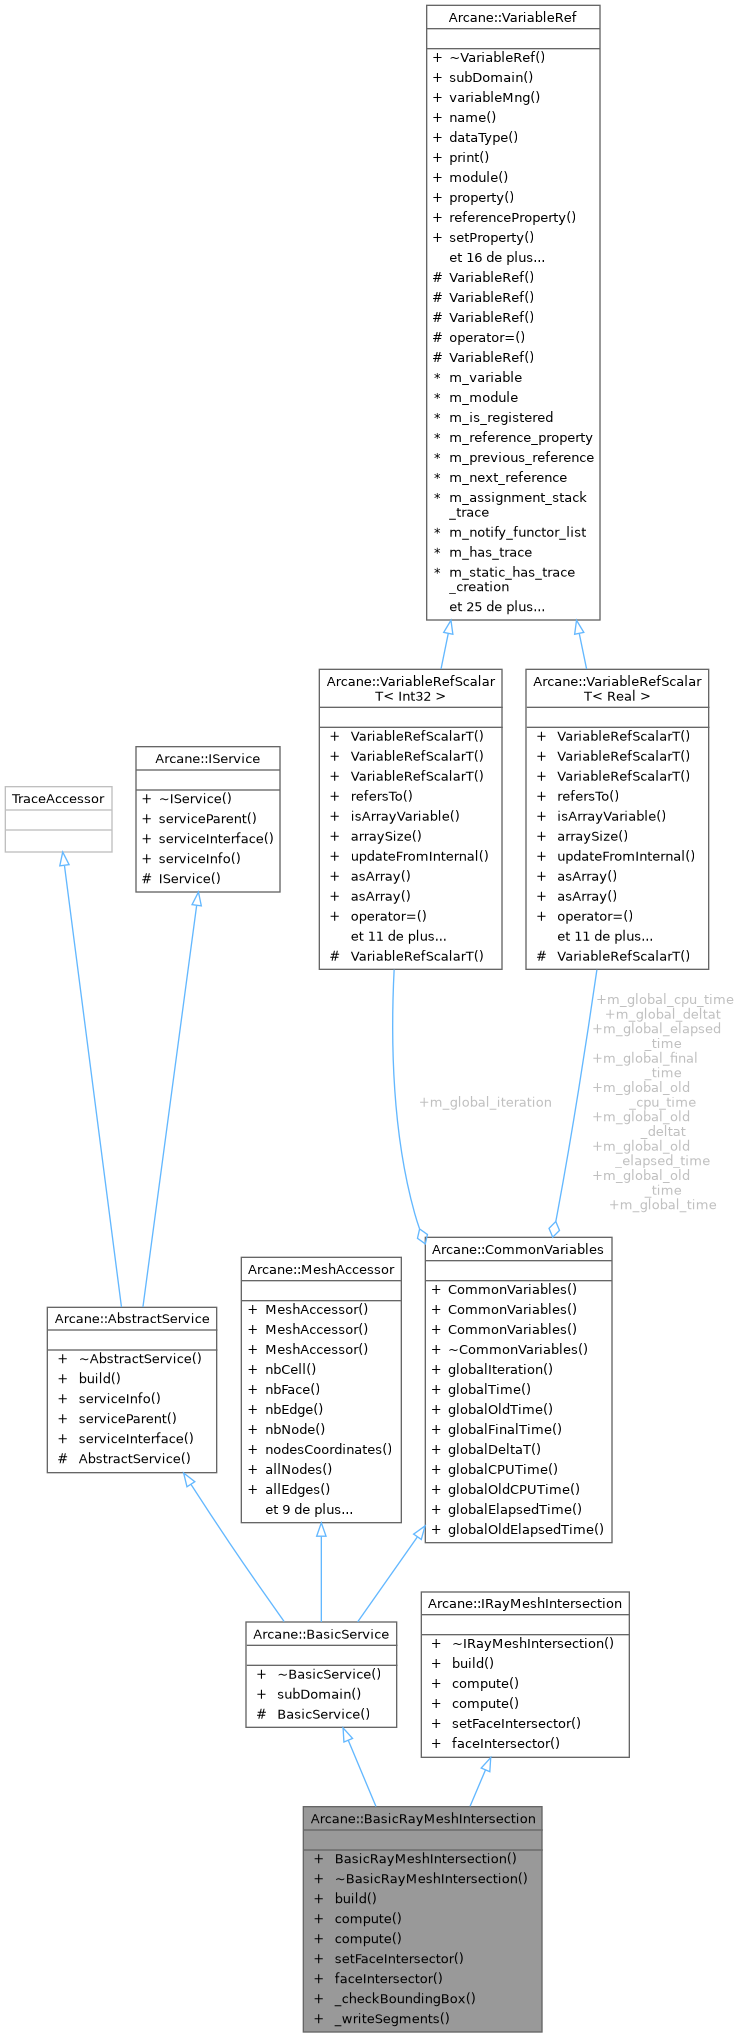 Arcane::VariableRef
+ ~VariableRef()
+ subDomain()
+ variableMng()
+ name()
+ dataType()
+ print()
+ module()
+ property()
+ referenceProperty()
+ setProperty()
et 16 de plus...
# VariableRef()
# VariableRef()
# VariableRef()
# operator=()
# VariableRef()
* m_variable
* m_module
* m_is_registered
* m_reference_property
* m_previous_reference
* m_next_reference
* m_assignment_stack
_trace
* m_notify_functor_list
* m_has_trace
* m_static_has_trace
_creation
et 25 de plus...
Arcane::VariableRefScalar
T< Int32 >
+ VariableRefScalarT()
+ VariableRefScalarT()
+ VariableRefScalarT()
+ refersTo()
+ isArrayVariable()
+ arraySize()
+ updateFromInternal()
+ asArray()
+ asArray()
+ operator=()
et 11 de plus...
# VariableRefScalarT()
Arcane::VariableRefScalar
T< Real >
+ VariableRefScalarT()
+ VariableRefScalarT()
+ VariableRefScalarT()
+ refersTo()
+ isArrayVariable()
+ arraySize()
+ updateFromInternal()
+ asArray()
+ asArray()
+ operator=()
et 11 de plus...
# VariableRefScalarT()
Arcane::IService
+ ~IService()
+ serviceParent()
+ serviceInterface()
+ serviceInfo()
# IService()
TraceAccessor
+m_global_cpu_time
+m_global_deltat
+m_global_elapsed
_time
+m_global_final
_time
+m_global_old
_cpu_time
+m_global_old
_deltat
+m_global_old
_elapsed_time
+m_global_old
_time
+m_global_time
+m_global_iteration
Arcane::CommonVariables
+ CommonVariables()
+ CommonVariables()
+ CommonVariables()
+ ~CommonVariables()
+ globalIteration()
+ globalTime()
+ globalOldTime()
+ globalFinalTime()
+ globalDeltaT()
+ globalCPUTime()
+ globalOldCPUTime()
+ globalElapsedTime()
+ globalOldElapsedTime()
Arcane::MeshAccessor
+ MeshAccessor()
+ MeshAccessor()
+ MeshAccessor()
+ nbCell()
+ nbFace()
+ nbEdge()
+ nbNode()
+ nodesCoordinates()
+ allNodes()
+ allEdges()
et 9 de plus...
Arcane::AbstractService
+ ~AbstractService()
+ build()
+ serviceInfo()
+ serviceParent()
+ serviceInterface()
# AbstractService()
Arcane::BasicService
+ ~BasicService()
+ subDomain()
# BasicService()
Arcane::IRayMeshIntersection
+ ~IRayMeshIntersection()
+ build()
+ compute()
+ compute()
+ setFaceIntersector()
+ faceIntersector()
Arcane::BasicRayMeshIntersection
+ BasicRayMeshIntersection()
+ ~BasicRayMeshIntersection()
+ build()
+ compute()
+ compute()
+ setFaceIntersector()
+ faceIntersector()
+ _checkBoundingBox()
+ _writeSegments()